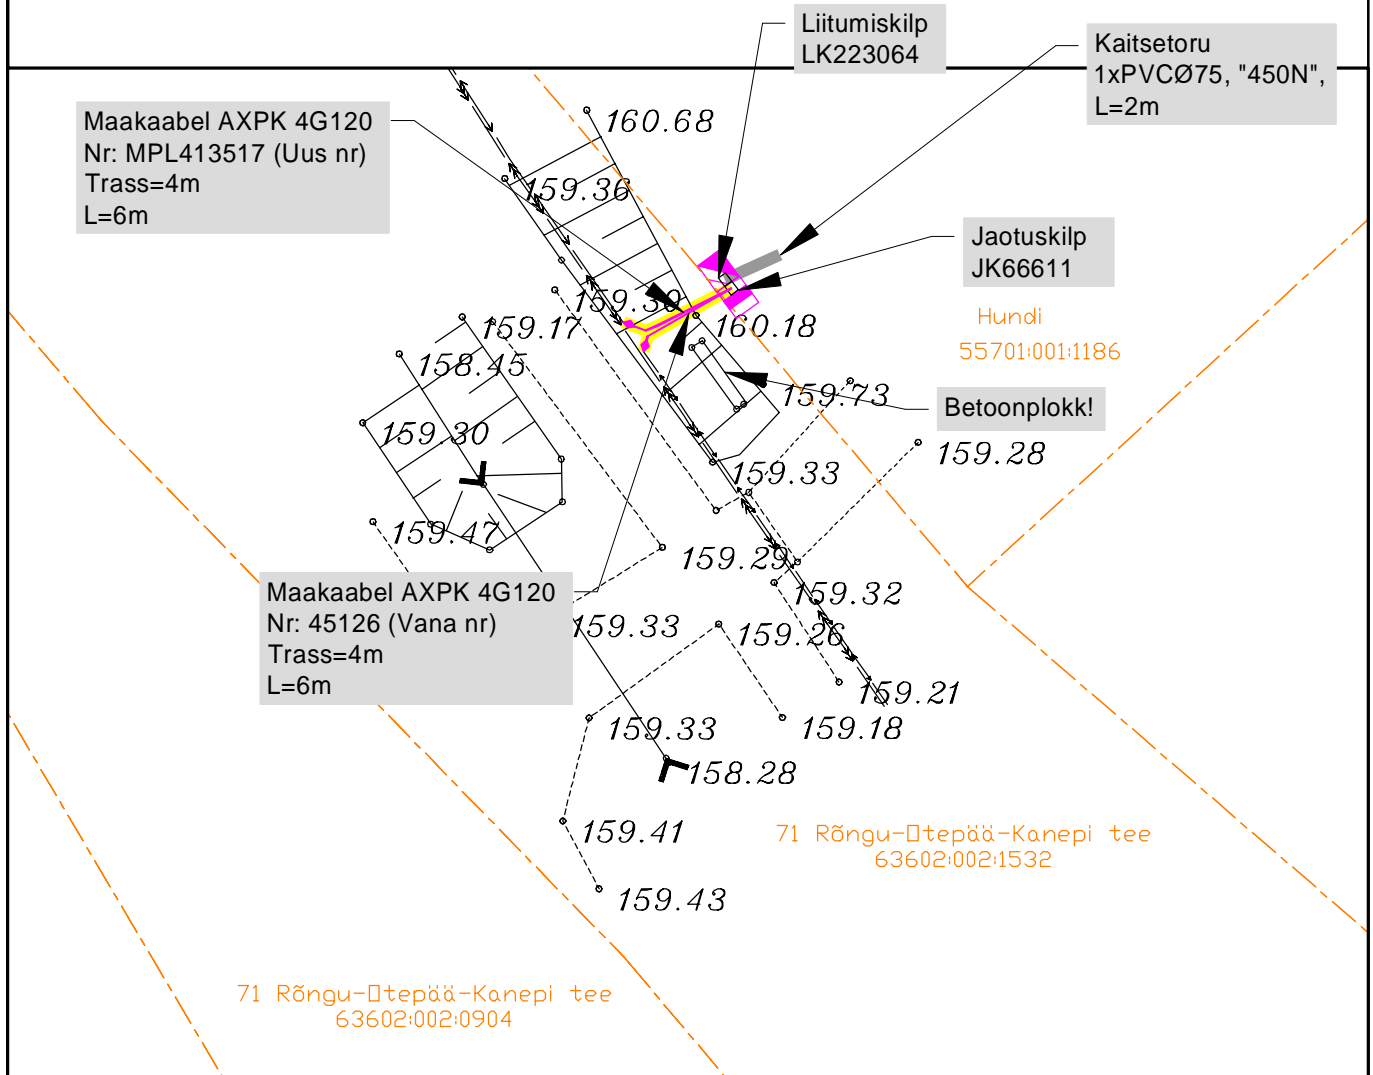 Liitumiskilp
LK223064
Kaitsetoru
1xPVCØ75, "450N",
L=2m
Maakaabel AXPK 4G120
Nr: MPL413517 (Uus nr)
Trass=4m
L=6m
160.68
159.36
Jaotuskilp
JK66611
159.30
159.17
160.18
Hundi
55701:001:1186
158.45
159.73
Betoonplokk!
159.30
159.28
159.33
159.47
159.29
Maakaabel AXPK 4G120
Nr: 45126 (Vana nr)
Trass=4m
L=6m
159.32
159.33
159.26
159.21
159.33
159.18
158.28
159.41
71 Rõngu-□tepää-Kanepi tee
63602:002:1532
159.43
71 Rõngu-□tepää-Kanepi tee
63602:002:0904